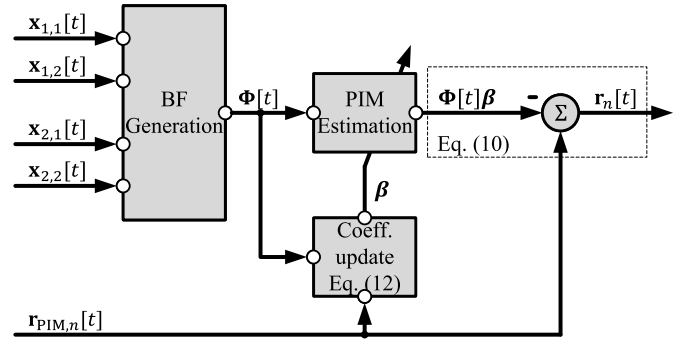 x₁,₁[t]
x₁,₂[t]
x₂,₁[t]
x₂,₂[t]
BF
Generation
Φ[t]
PIM
Estimation
Φ[t]β
-
Σ
rₙ[t]
Eq. (10)
β
Coeff.
update
Eq. (12)
r_PIM,n[t]